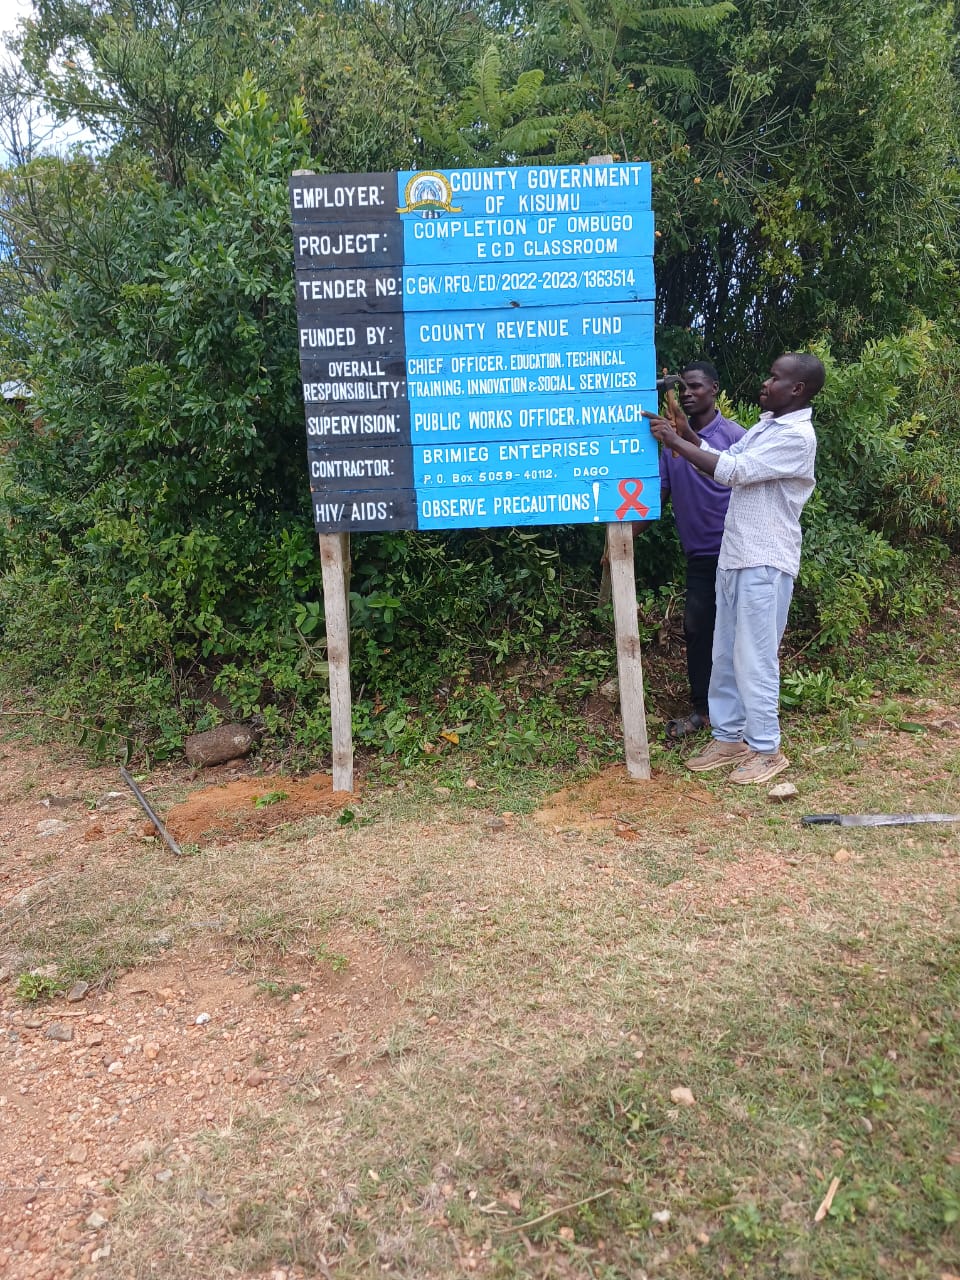 EMPLOYER: COUNTY GOVERNMENT
OF KISUMU
PROJECT: COMPLETION OF OMBUGO
ECD CLASSROOM
TENDER No: CGK/RFQ/ED/2022-2023/1363514
FUNDED BY: COUNTY REVENUE FUND
OVERALL CHIEF OFFICER, EDUCATION, TECHNICAL
RESPONSIBILITY: TRAINING, INNOVATION & SOCIAL SERVICES
SUPERVISION: PUBLIC WORKS OFFICER, NYAKACH
CONTRACTOR: BRIMIEG ENTEPRISES LTD.
P.O. Box 5059-40112. DAGO
HIV/AIDS: OBSERVE PRECAUTIONS!